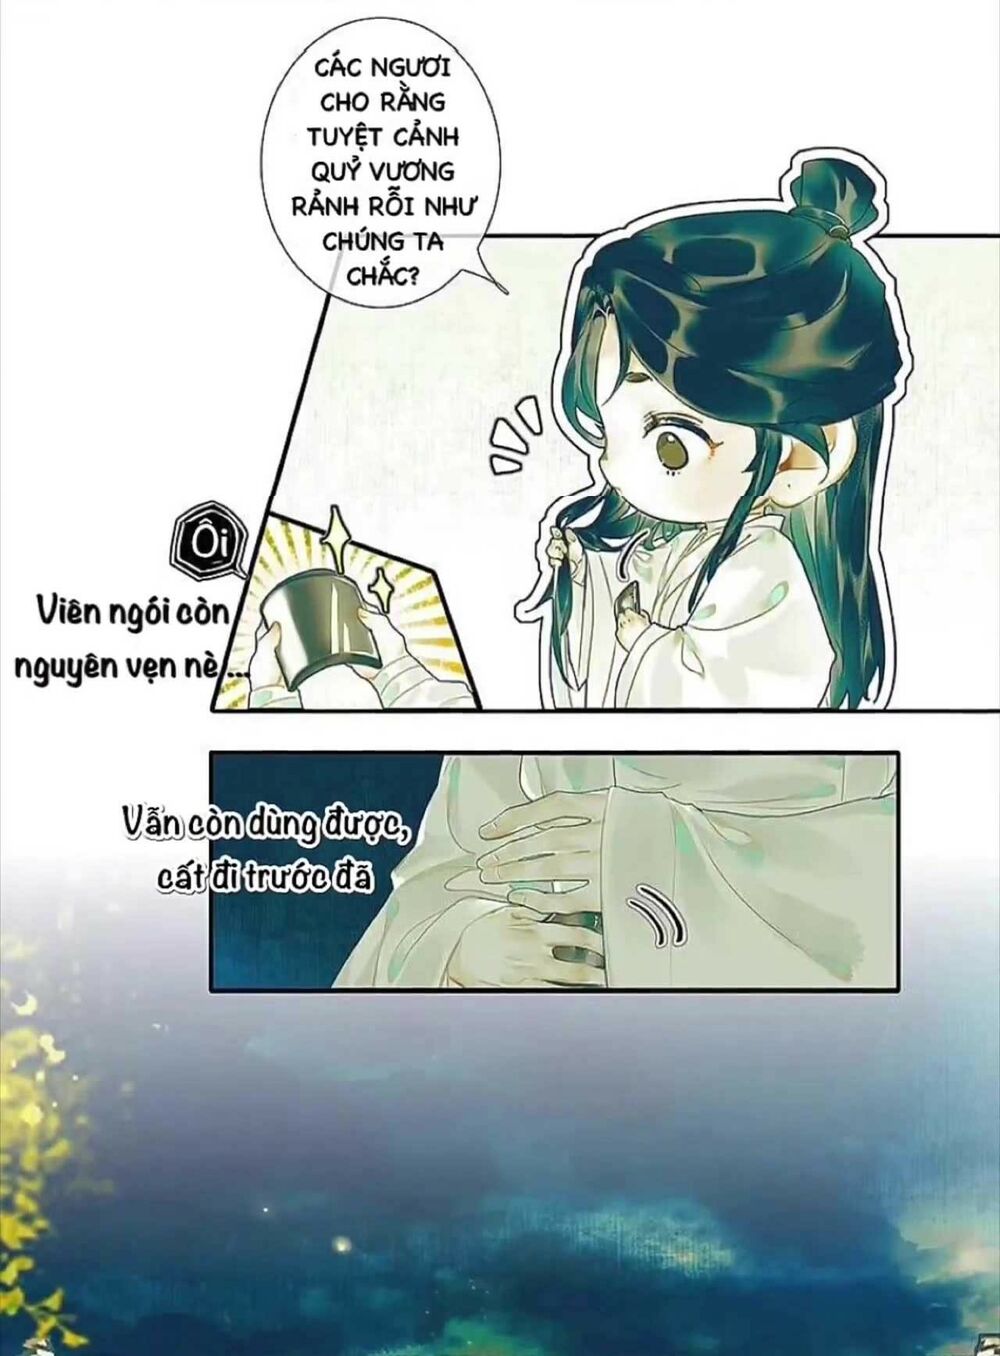 CÁC NGƯƠI
CHO RẰNG
TUYỆT CẢNH
QUỶ VƯƠNG
RẢNH RỖI NHƯ
CHÚNG TA
CHẮC?
Ôi
Viên ngói còn
nguyên vẹn nè....
Vẫn còn dùng được,
cất đi trước đã